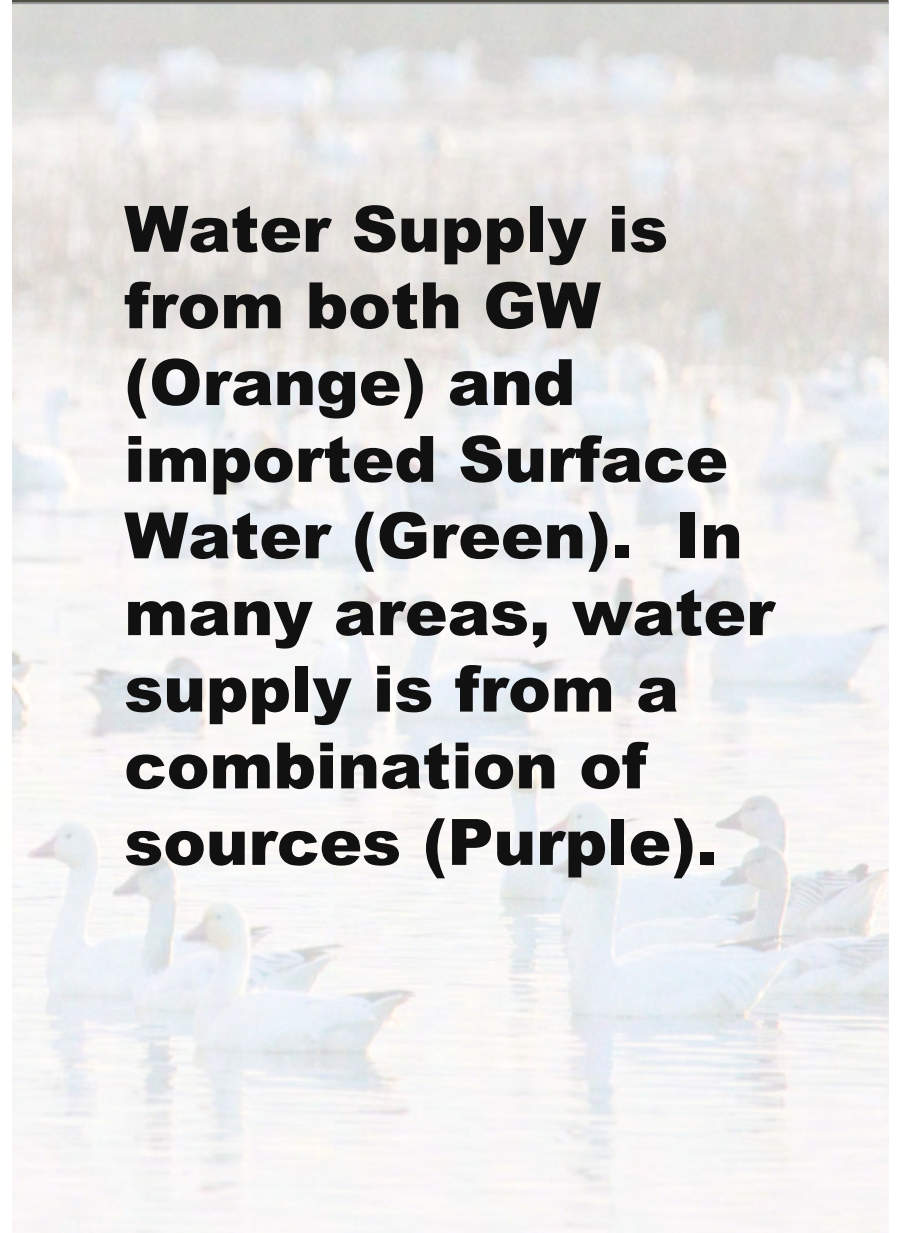 Water Supply is
from both GW
(Orange) and
imported Surface
Water (Green).  In
many areas, water
supply is from a
combination of
sources (Purple).